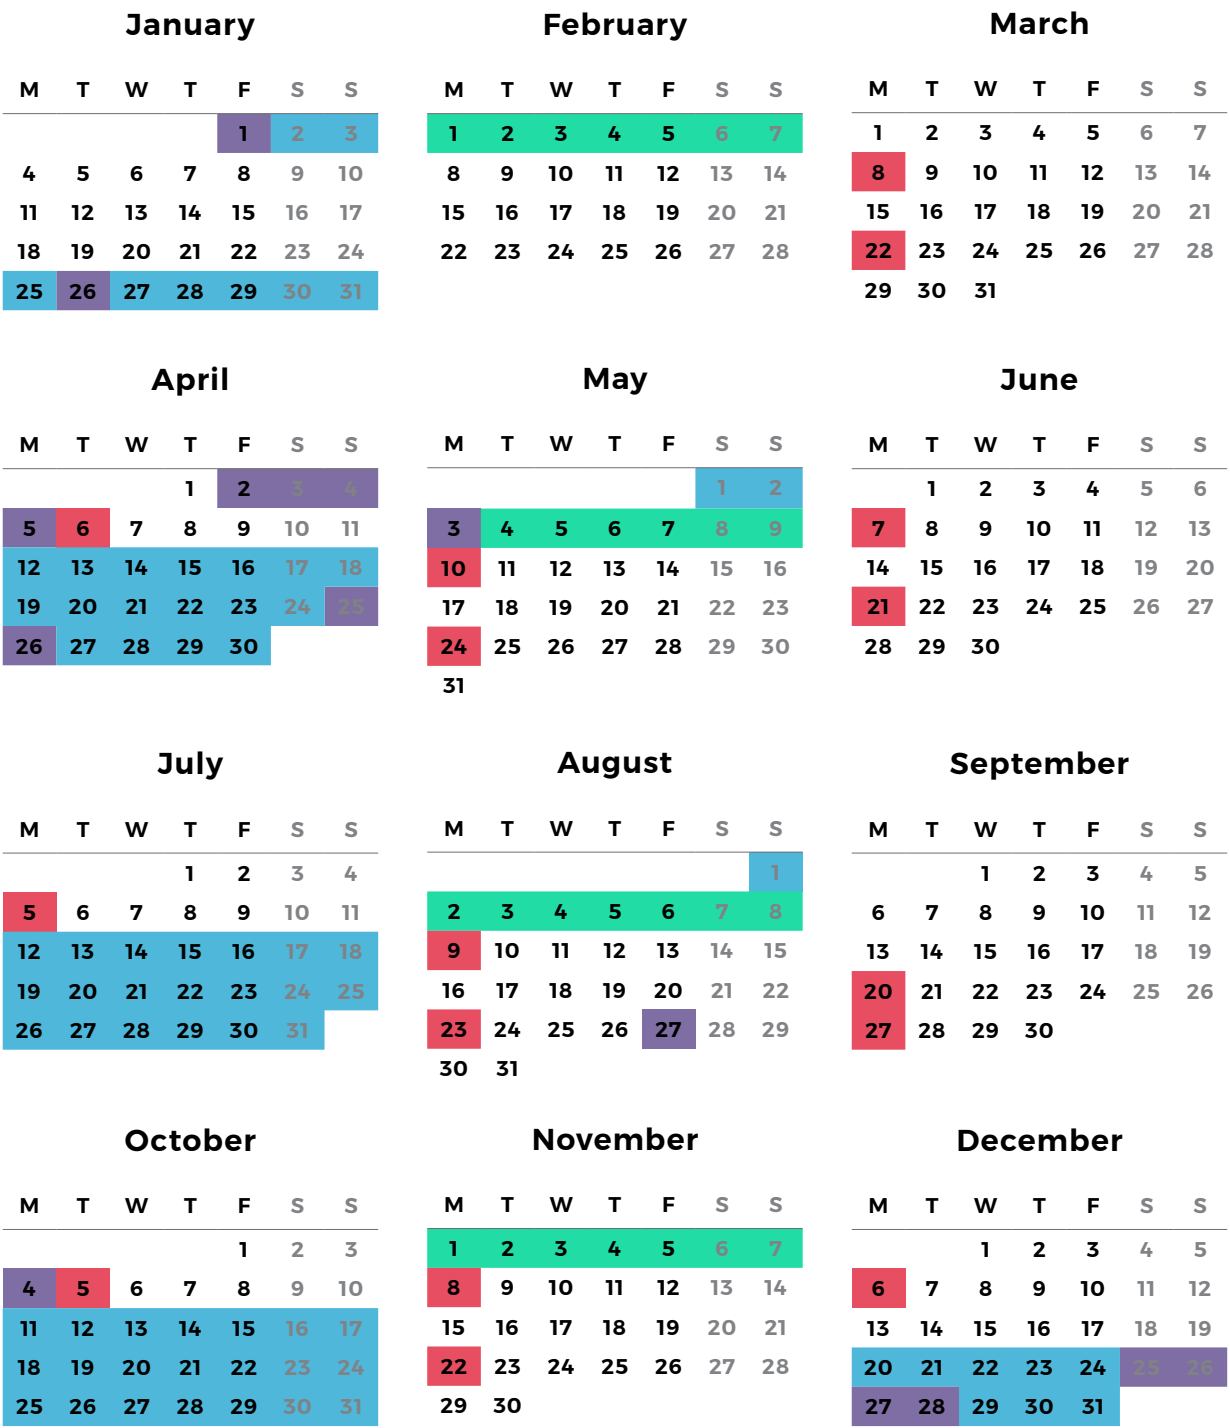 January
M T W T F S S
1 2 3
4 5 6 7 8 9 10
11 12 13 14 15 16 17
18 19 20 21 22 23 24
25 26 27 28 29 30 31
February
M T W T F S S
1 2 3 4 5 6 7
8 9 10 11 12 13 14
15 16 17 18 19 20 21
22 23 24 25 26 27 28
March
M T W T F S S
1 2 3 4 5 6 7
8 9 10 11 12 13 14
15 16 17 18 19 20 21
22 23 24 25 26 27 28
29 30 31
April
M T W T F S S
1 2 3 4
5 6 7 8 9 10 11
12 13 14 15 16 17 18
19 20 21 22 23 24 25
26 27 28 29 30
May
M T W T F S S
1 2
3 4 5 6 7 8 9
10 11 12 13 14 15 16
17 18 19 20 21 22 23
24 25 26 27 28 29 30
31
June
M T W T F S S
1 2 3 4 5 6
7 8 9 10 11 12 13
14 15 16 17 18 19 20
21 22 23 24 25 26 27
28 29 30
July
M T W T F S S
1 2 3 4
5 6 7 8 9 10 11
12 13 14 15 16 17 18
19 20 21 22 23 24 25
26 27 28 29 30 31
August
M T W T F S S
1
2 3 4 5 6 7 8
9 10 11 12 13 14 15
16 17 18 19 20 21 22
23 24 25 26 27 28 29
30 31
September
M T W T F S S
1 2 3 4 5
6 7 8 9 10 11 12
13 14 15 16 17 18 19
20 21 22 23 24 25 26
27 28 29 30
October
M T W T F S S
1 2 3
4 5 6 7 8 9 10
11 12 13 14 15 16 17
18 19 20 21 22 23 24
25 26 27 28 29 30 31
November
M T W T F S S
1 2 3 4 5 6 7
8 9 10 11 12 13 14
15 16 17 18 19 20 21
22 23 24 25 26 27 28
29 30
December
M T W T F S S
1 2 3 4 5
6 7 8 9 10 11 12
13 14 15 16 17 18 19
20 21 22 23 24 25 26
27 28 29 30 31